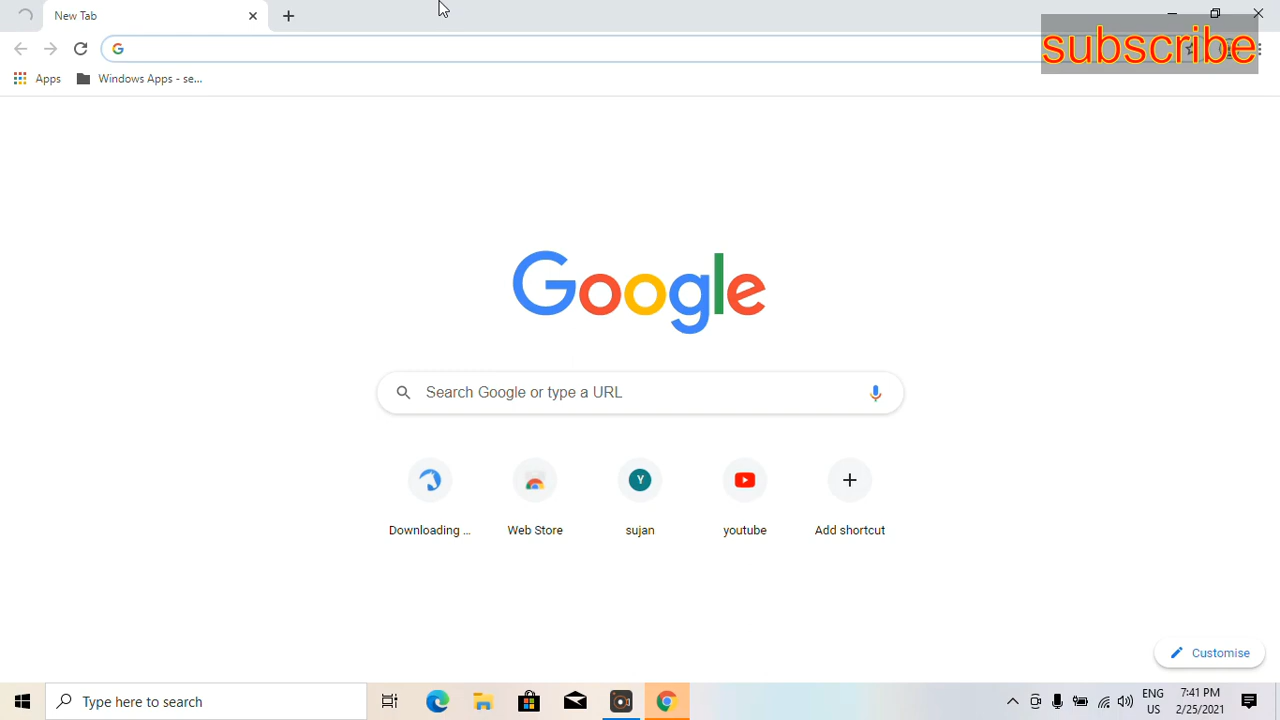 New Tab
subscribe
Apps
Windows Apps - se...
Google
Search Google or type a URL
Y
Downloading ...
Web Store
sujan
youtube
Add shortcut
Customise
Type here to search
ENG
US
7:41 PM
2/25/2021